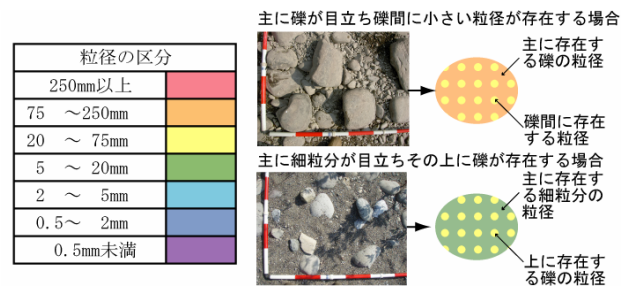 粒径の区分
250mm以上
75 ～250mm
20 ～ 75mm
5 ～ 20mm
2 ～ 5mm
0.5～ 2mm
0.5mm未満
主に礫が目立ち礫間に小さい粒径が存在する場合
主に存在す
る礫の粒径
礫間に存在
する粒径
主に細粒分が目立ちその上に礫が存在する場合
主に存在す
る細粒分の
粒径
上に存在す
る礫の粒径